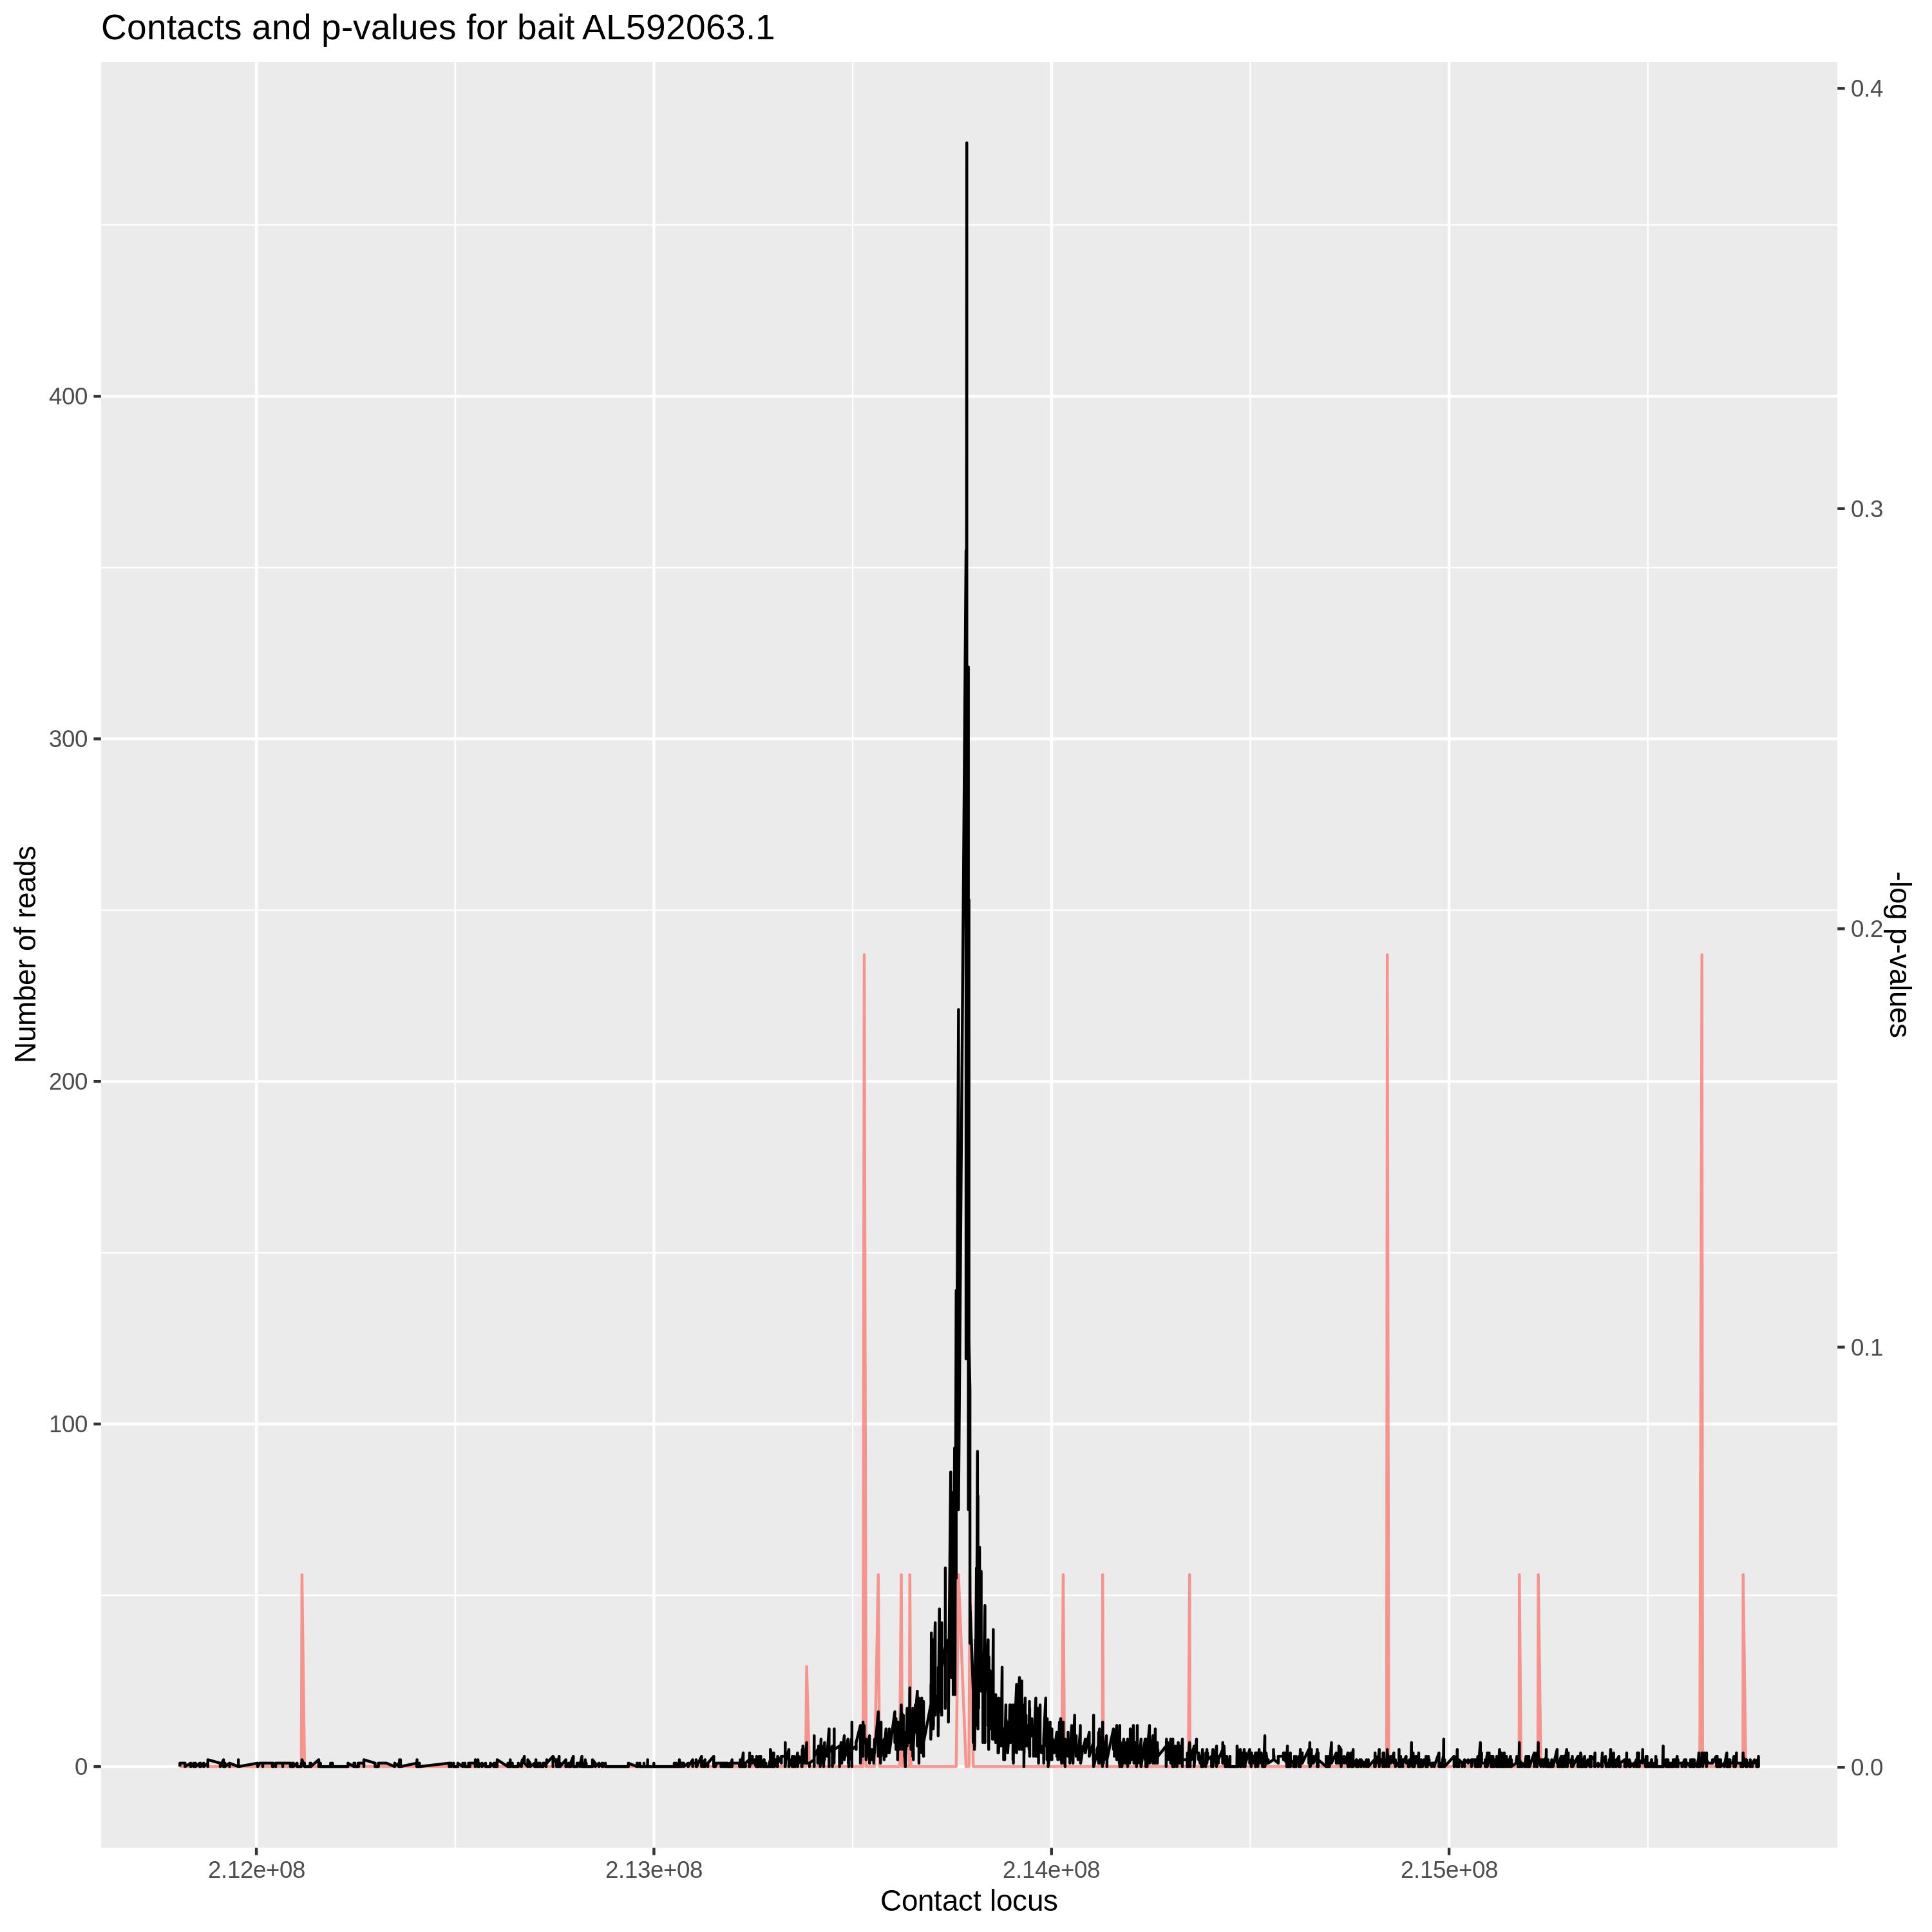 Contacts and p-values for bait AL592063.1
Number of reads
400
300
200
100
0
0.4
0.3
0.2
0.1
0.0
-log p-values
2.12e+08
2.13e+08
2.14e+08
2.15e+08
Contact locus